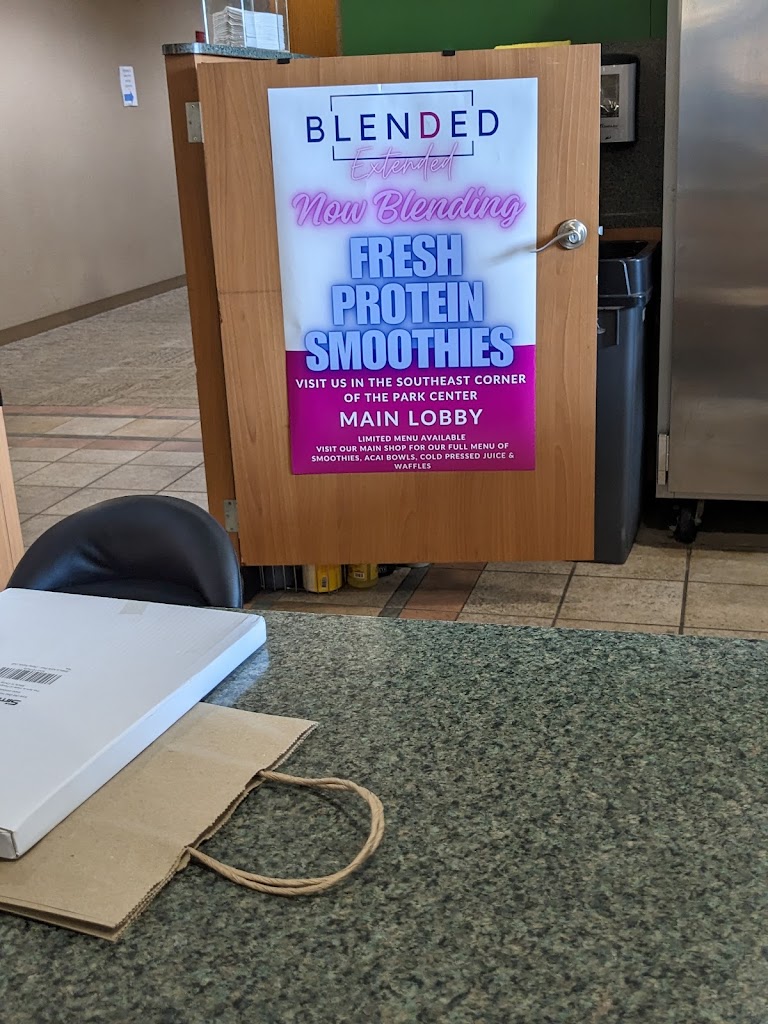 BLENDED
Extended
Now Blending
FRESH
PROTEIN
SMOOTHIES
VISIT US IN THE SOUTHEAST CORNER
OF THE PARK CENTER
MAIN LOBBY
LIMITED MENU AVAILABLE
VISIT OUR MAIN SHOP FOR OUR FULL MENU OF
SMOOTHIES, ACAI BOWLS, COLD PRESSED JUICE &
WAFFLES